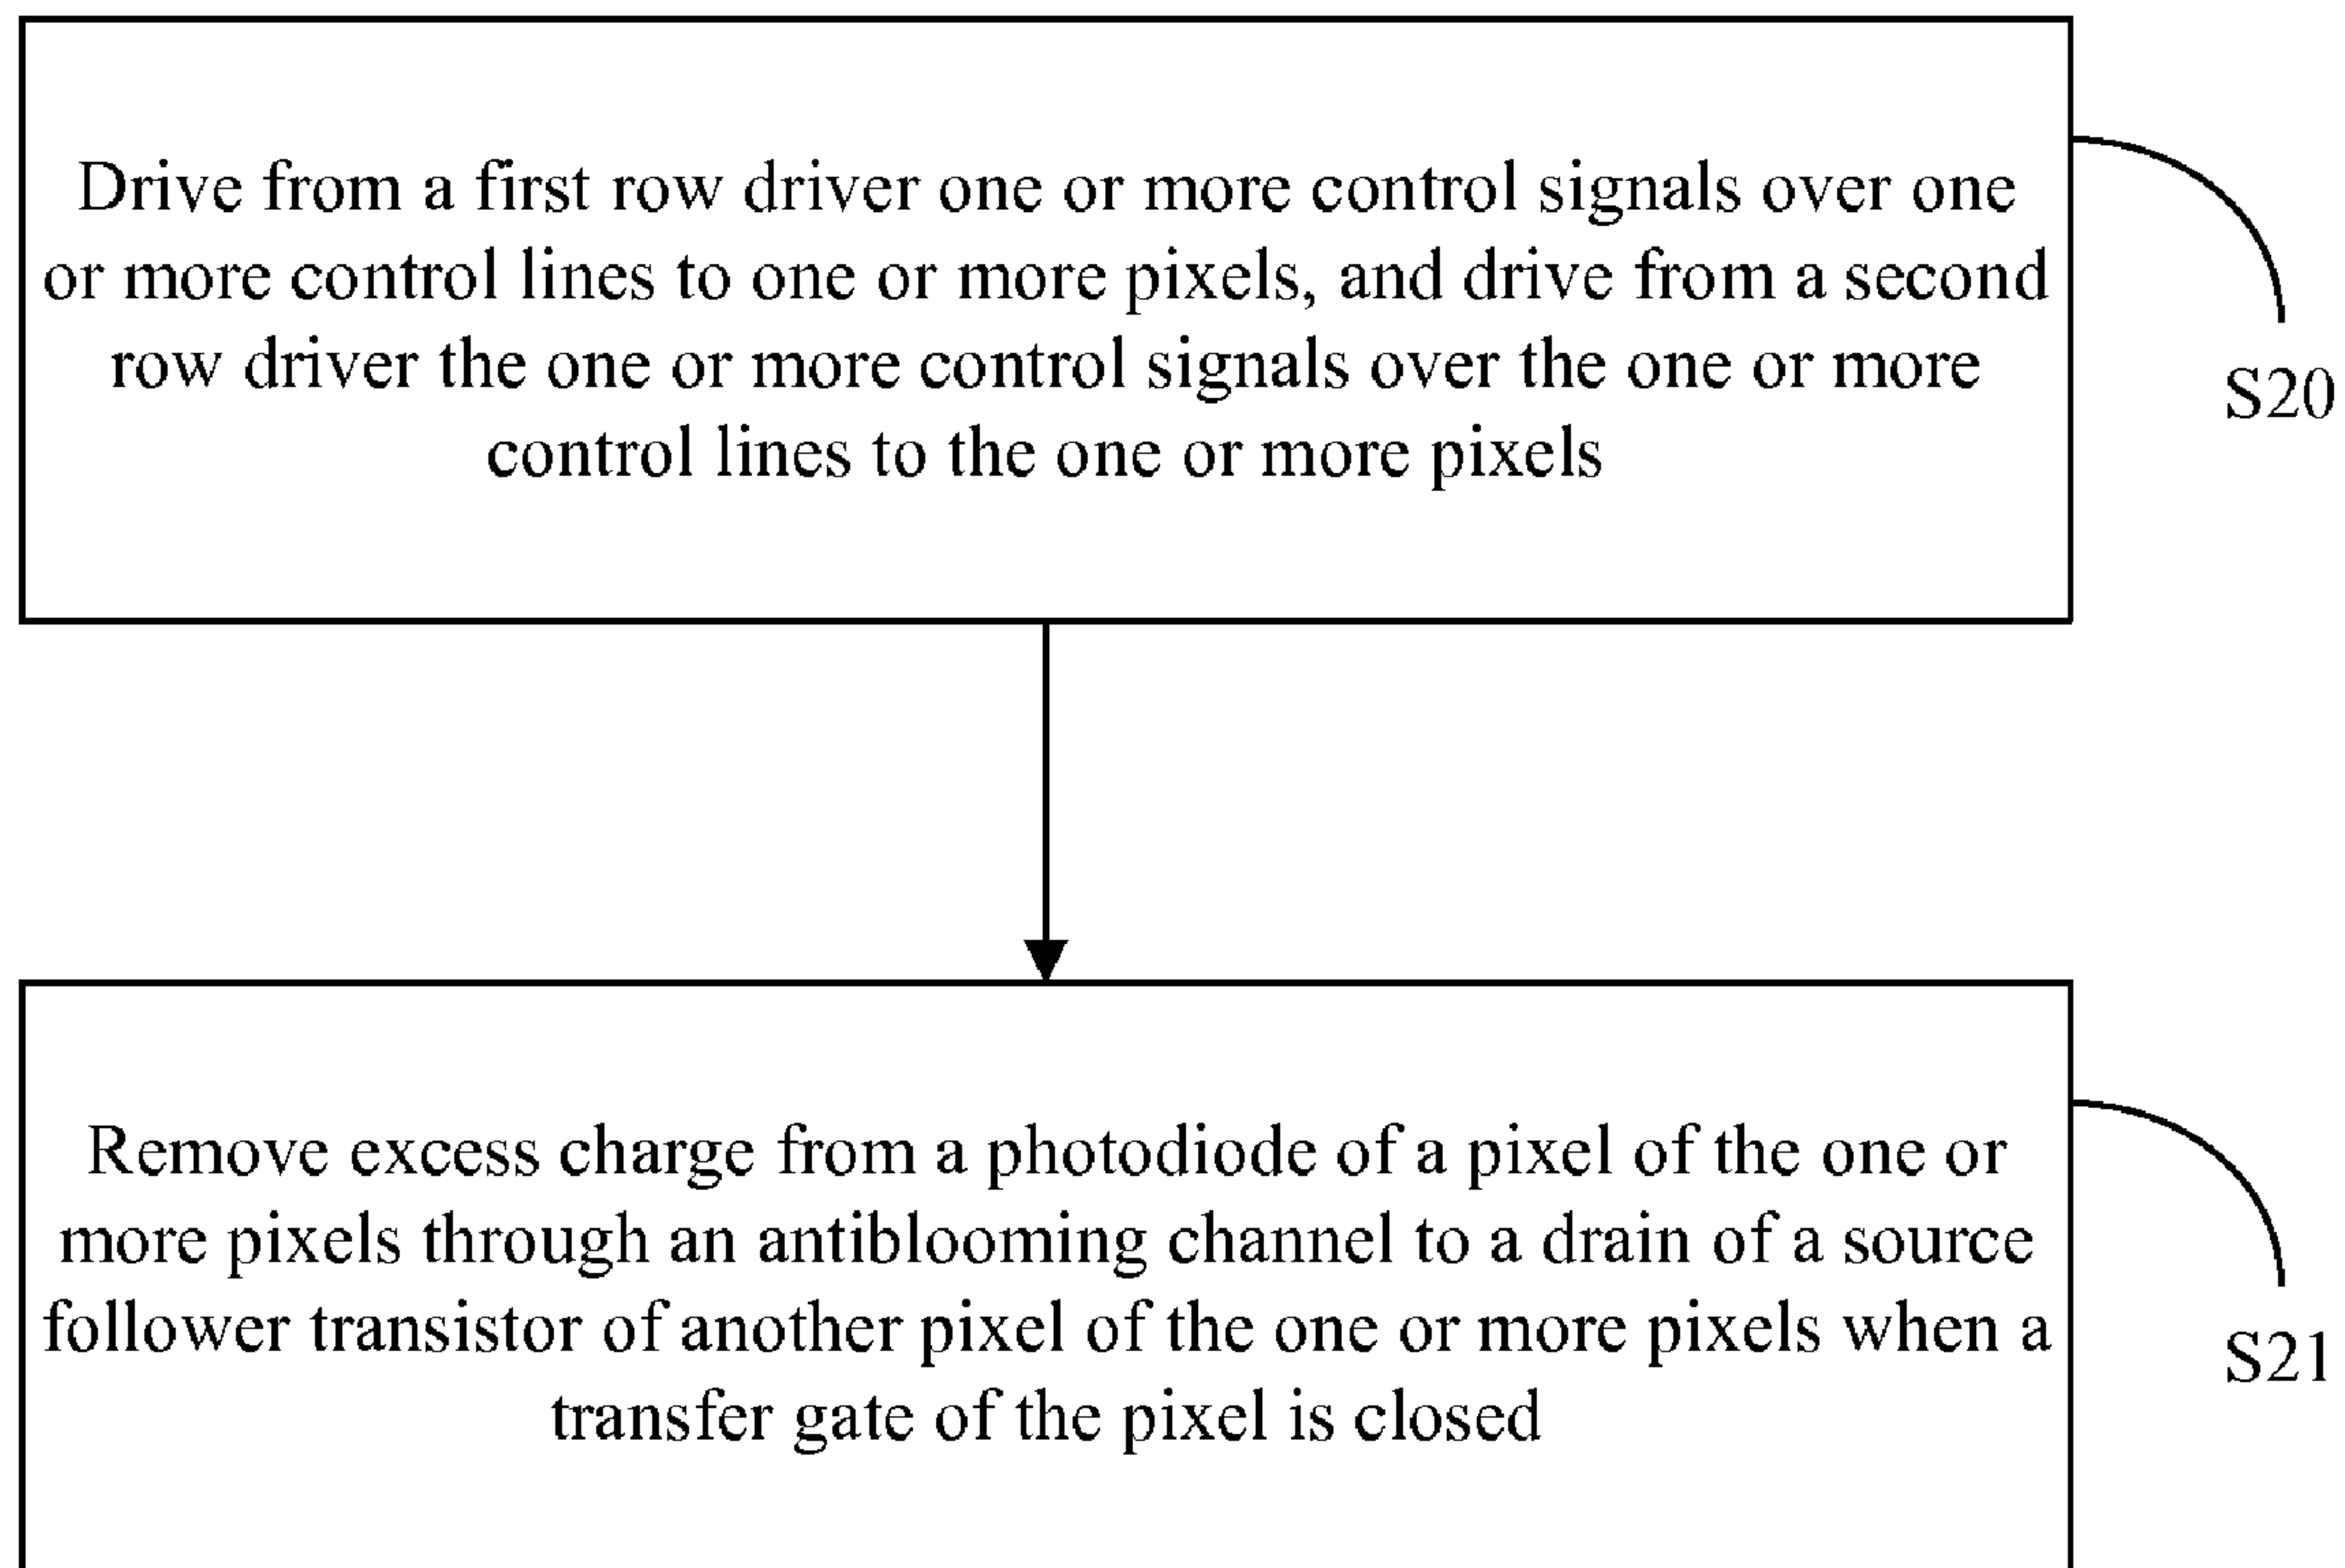 Drive from a first row driver one or more control signals over one
or more control lines to one or more pixels, and drive from a second
row driver the one or more control signals over the one or more
control lines to the one or more pixels
S20
Remove excess charge from a photodiode of a pixel of the one or
more pixels through an antiblooming channel to a drain of a source
follower transistor of another pixel of the one or more pixels when a
transfer gate of the pixel is closed
S21